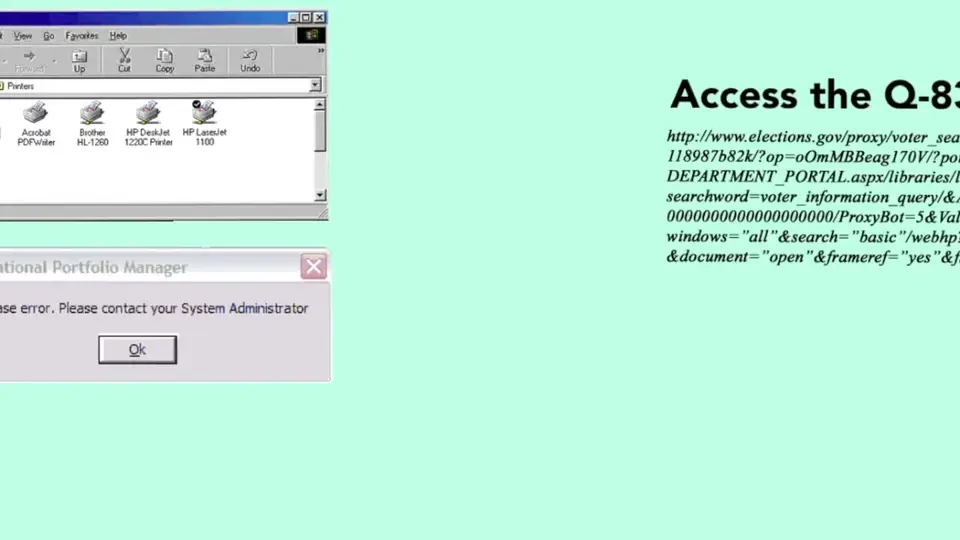 View Go Favorites Help
Forward Up Cut Copy Paste Undo
Printers
Acrobat PDFWriter
Brother HL-1260
HP DeskJet 1220C Printer
HP LaserJet 1100
ational Portfolio Manager
ase error. Please contact your System Administrator
Ok
Access the Q-83
http://www.elections.gov/proxy/voter_sea
118987b82k/?op=oOmMBBeag170V/?po
DEPARTMENT_PORTAL.aspx/libraries/l
searchword=voter_information_query/&
0000000000000000000/ProxyBot=5&Val
windows="all"&search="basic"/webhp?
&document="open"&frameref="yes"&f